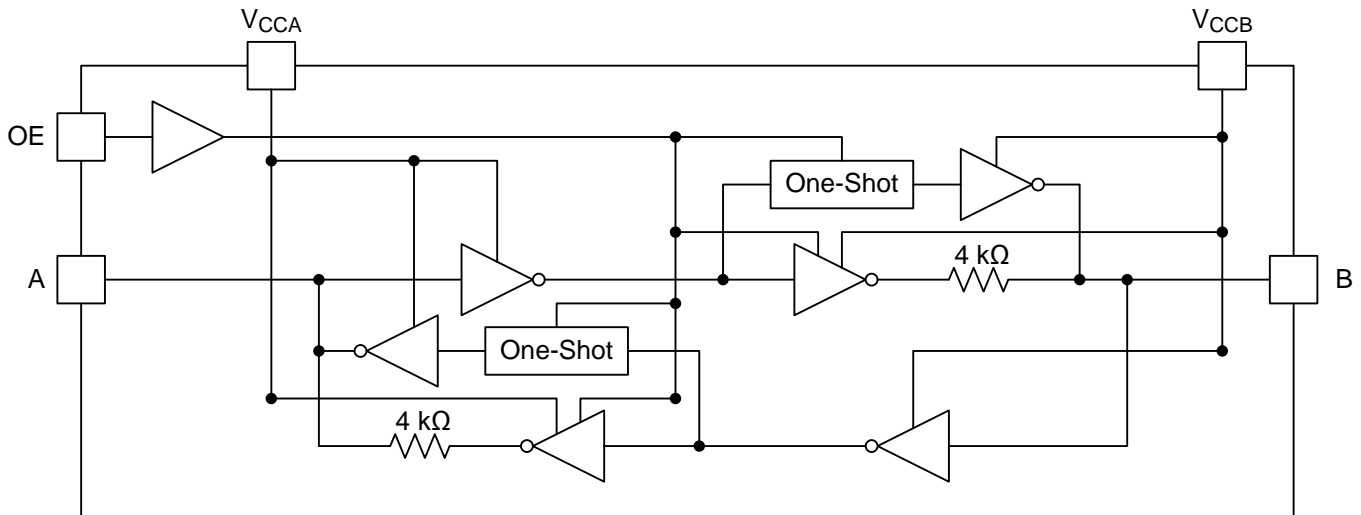 VCCA
VCCB
OE
One-Shot
A
4 kΩ
B
One-Shot
4 kΩ